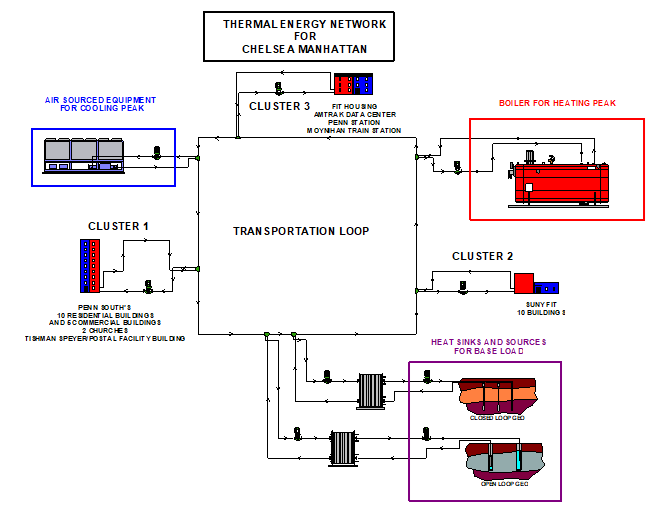 THERMAL ENERGY NETWORK
FOR
CHELSEA MANHATTAN
AIR SOURCED EQUIPMENT
FOR COOLING PEAK
CLUSTER 3
FIT HOUSING
AMTRAK DATA CENTER
PENN STATION
MOYNIHAN TRAIN STATION
BOILER FOR HEATING PEAK
CLUSTER 1
TRANSPORTATION LOOP
PENN SOUTH'S
10 RESIDENTIAL BUILDINGS
AND 5 COMMERCIAL BUILDINGS
2 CHURCHES
TISHMAN SPEYER/POSTAL FACILITY BUILDING
CLUSTER 2
SUNY FIT
10 BUILDINGS
HEAT SINKS AND SOURCES
FOR BASE LOAD
CLOSED LOOP GEO
OPEN LOOP GEO